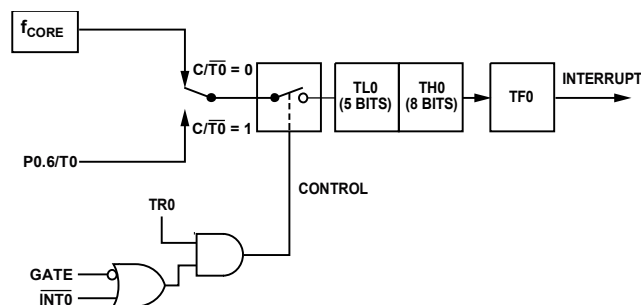 fCORE
C/T0 = 0
TL0
(5 BITS)
TH0
(8 BITS)
TF0
INTERRUPT
C/T0 = 1
P0.6/T0
CONTROL
TR0
GATE
INT0